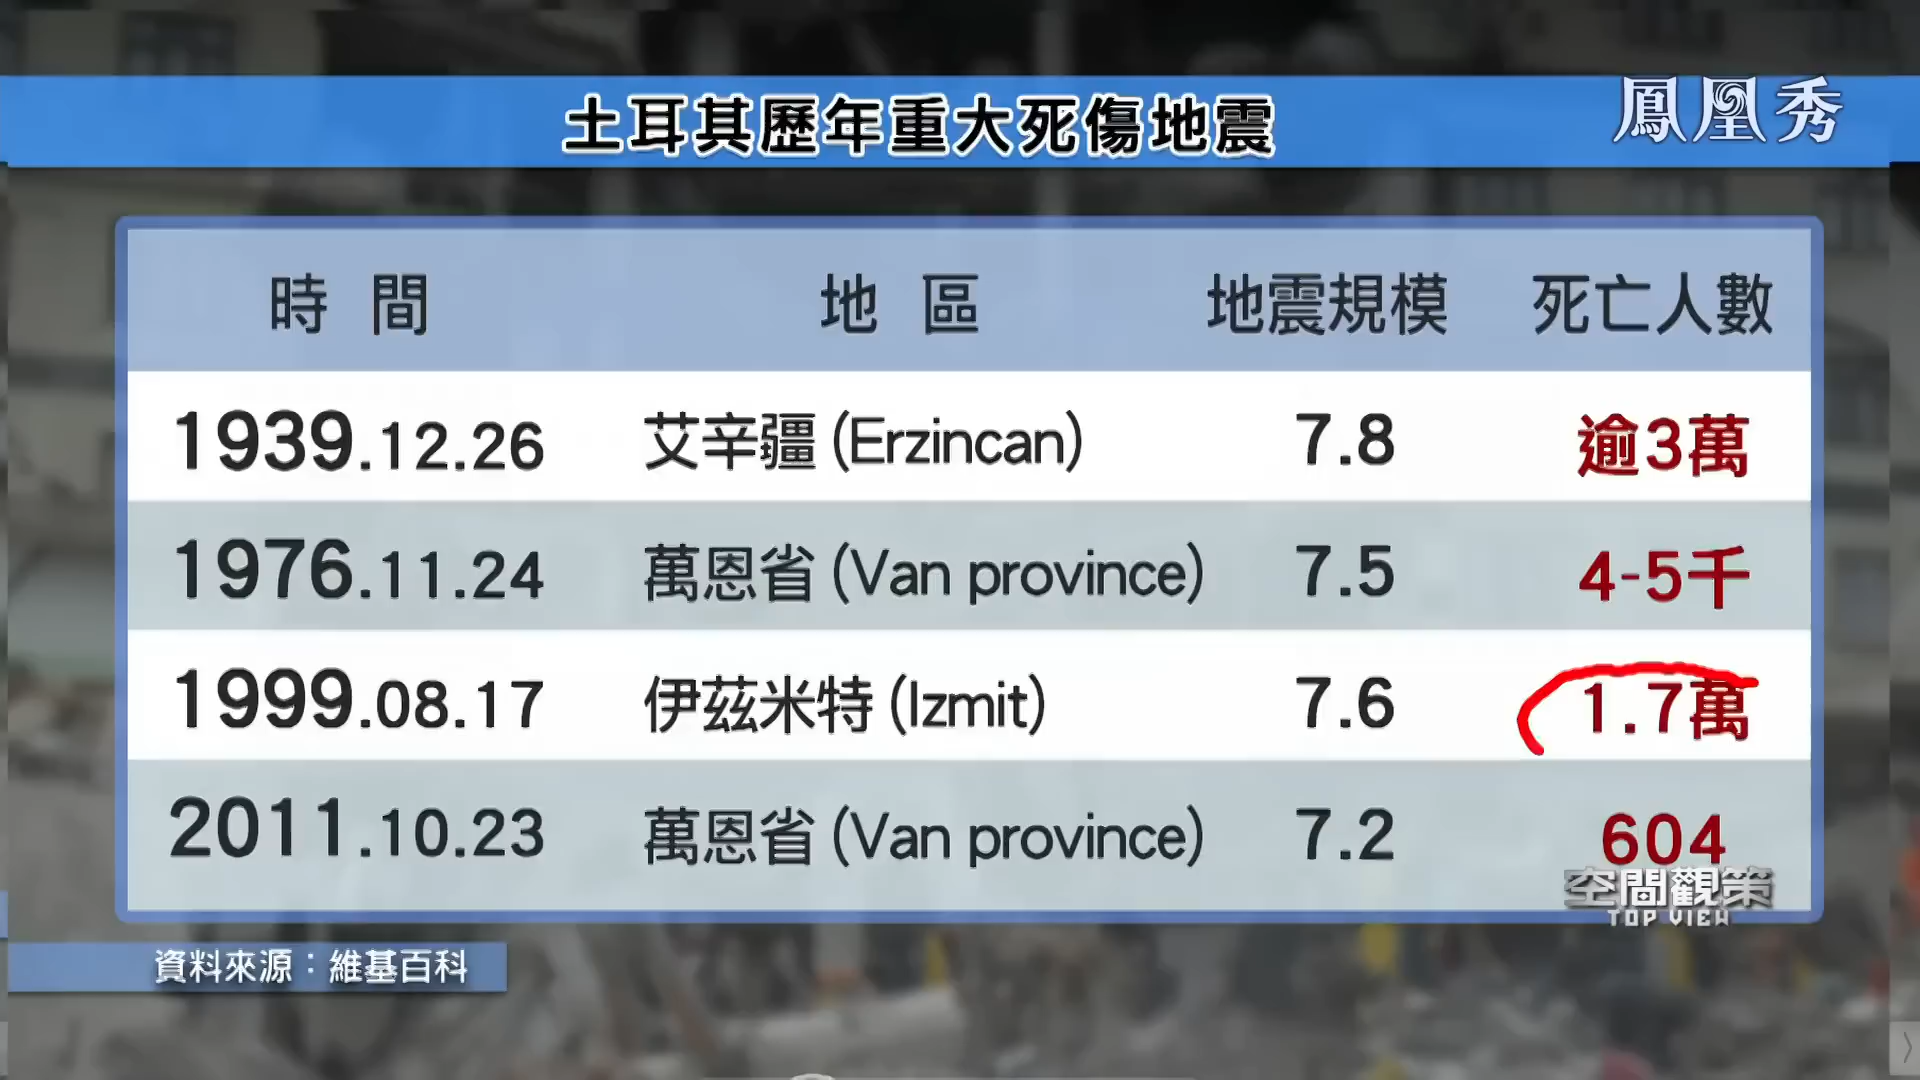 土耳其歷年重大死傷地震
鳳凰秀
時間 地區 地震規模 死亡人數
1939.12.26 艾辛疆 (Erzincan) 7.8 逾3萬
1976.11.24 萬恩省 (Van province) 7.5 4-5千
1999.08.17 伊茲米特 (Izmit) 7.6 1.7萬
2011.10.23 萬恩省 (Van province) 7.2 604
空間觀策
TOP VIEW
資料來源：維基百科